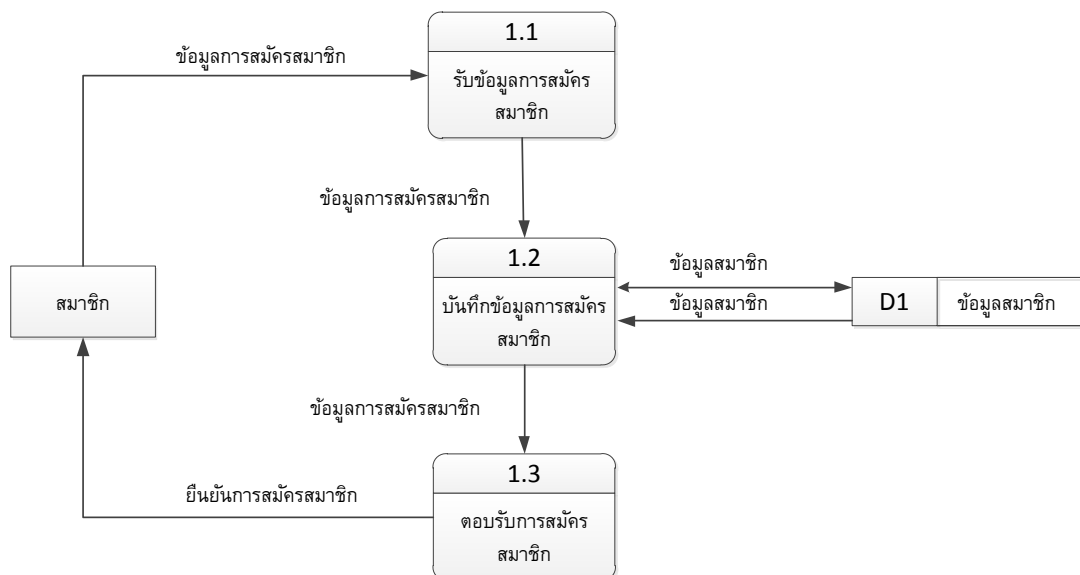 1.1
ข้อมูลการสมัครสมาชิก
รับข้อมูลการสมัคร
สมาชิก
ข้อมูลการสมัครสมาชิก
1.2
ข้อมูลสมาชิก
สมาชิก
บันทึกข้อมูลการสมัคร
สมาชิก
ข้อมูลสมาชิก
D1
ข้อมูลสมาชิก
ข้อมูลการสมัครสมาชิก
1.3
ยืนยันการสมัครสมาชิก
ตอบรับการสมัคร
สมาชิก